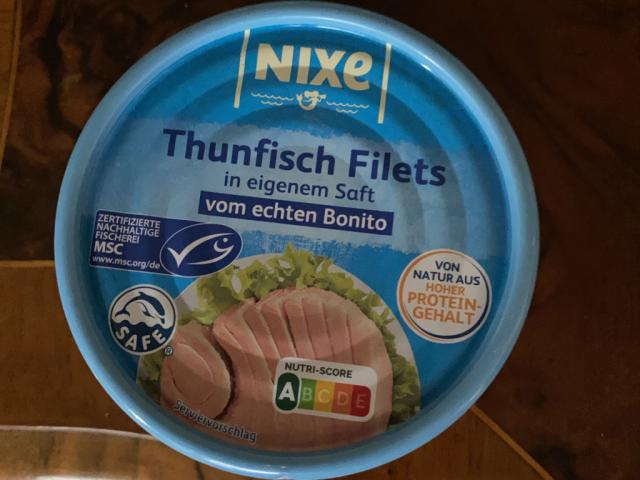 NIXe
Thunfisch Filets
in eigenem Saft
vom echten Bonito
ZERTIFIZIERTE
NACHHALTIGE
FISCHEREI
MSC
www.msc.org/de
SAFE
®
VON
NATUR AUS
HOHER
PROTEIN-
GEHALT
NUTRI-SCORE
ABCDE
Serviervorschlag